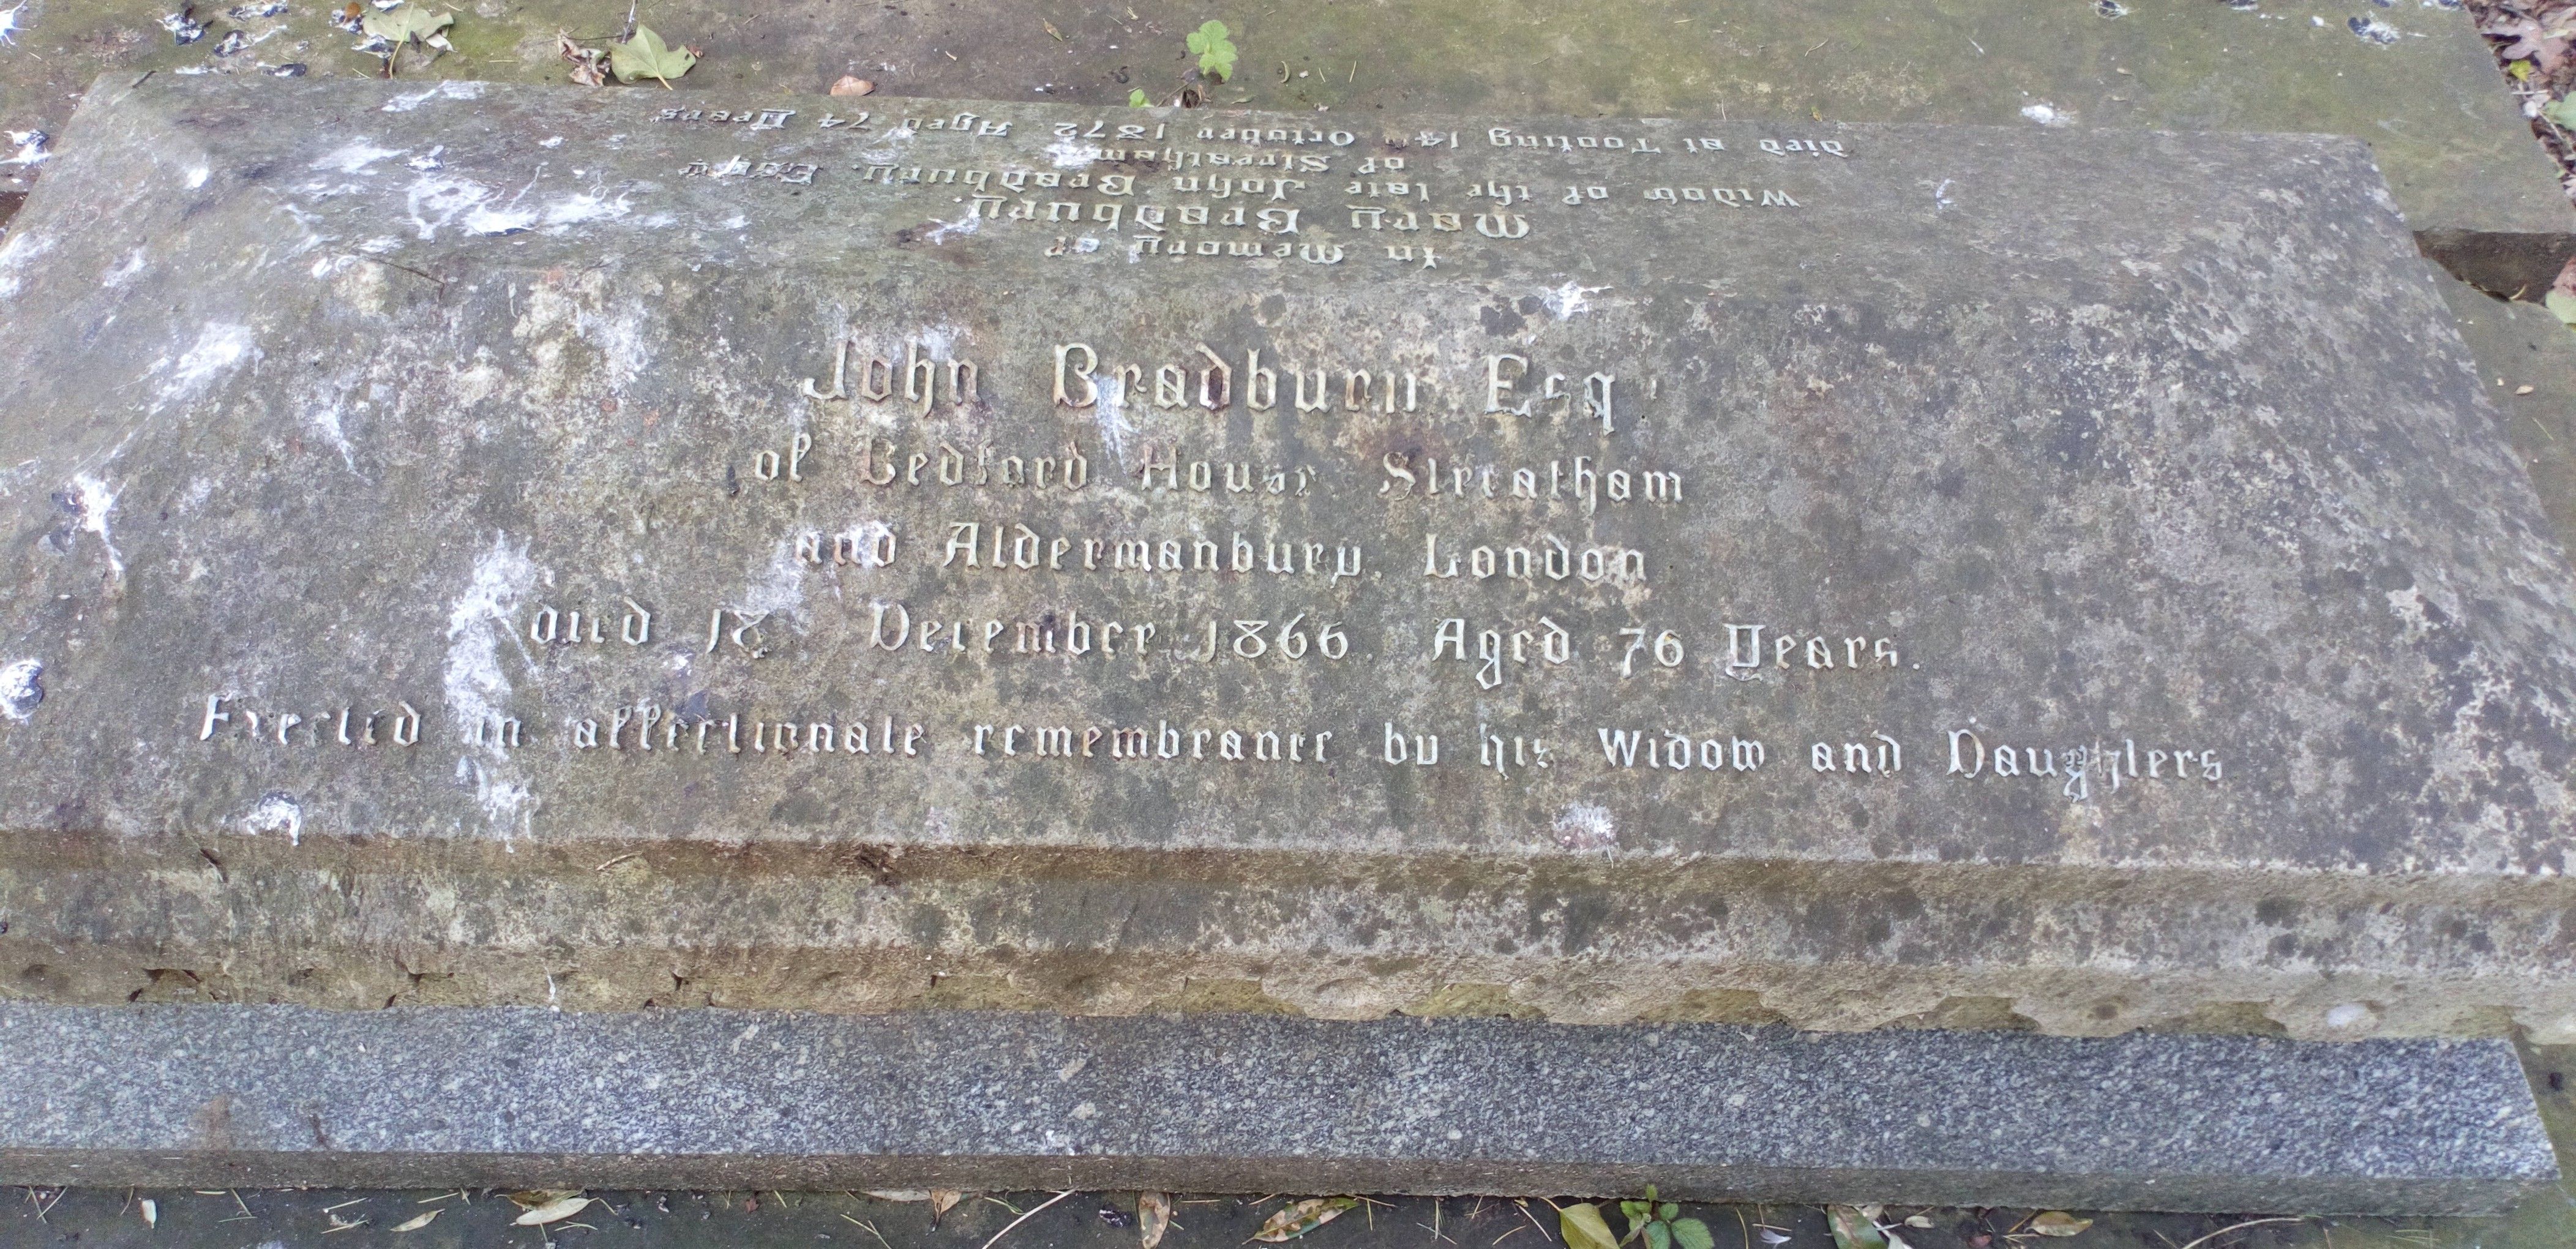 John Bradbury Esq
of Bedford House Streatham
and Aldermanbury. London
died 18 December 1866. Aged 76 Years.
Erected in affectionate remembrance by his Widow and Daughters
In Memory of
Mary Bradbury.
Widow of the late John Bradbury. Esqre
of Streatham
died at Tooting 14th October 1872. Aged 74 Years